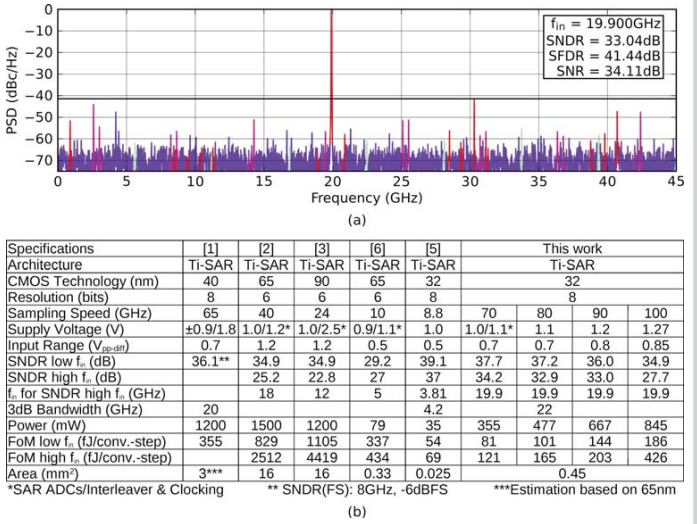 f_in = 19.900GHz
SNDR = 33.04dB
SFDR = 41.44dB
SNR = 34.11dB
PSD (dBc/Hz)
0
−10
−20
−30
−40
−50
−60
−70
0 5 10 15 20 25 30 35 40 45
Frequency (GHz)
(a)
Specifications [1] [2] [3] [6] [5] This work
Architecture Ti-SAR Ti-SAR Ti-SAR Ti-SAR Ti-SAR Ti-SAR
CMOS Technology (nm) 40 65 90 65 32 32
Resolution (bits) 8 6 6 6 8 8
Sampling Speed (GHz) 65 40 24 10 8.8 70 80 90 100
Supply Voltage (V) ±0.9/1.8 1.0/1.2* 1.0/2.5* 0.9/1.1* 1.0 1.0/1.1* 1.1 1.2 1.27
Input Range (Vpp-diff) 0.7 1.2 1.2 0.5 0.5 0.7 0.7 0.8 0.85
SNDR low f_in (dB) 36.1** 34.9 34.9 29.2 39.1 37.7 37.2 36.0 34.9
SNDR high f_in (dB) 25.2 22.8 27 37 34.2 32.9 33.0 27.7
f_in for SNDR high f_in (GHz) 18 12 5 3.81 19.9 19.9 19.9 19.9
3dB Bandwidth (GHz) 20 4.2 22
Power (mW) 1200 1500 1200 79 35 355 477 667 845
FoM low f_in (fJ/conv.-step) 355 829 1105 337 54 81 101 144 186
FoM high f_in (fJ/conv.-step) 2512 4419 434 69 121 165 203 426
Area (mm²) 3*** 16 16 0.33 0.025 0.45
*SAR ADCs/Interleaver & Clocking ** SNDR(FS): 8GHz, -6dBFS ***Estimation based on 65nm
(b)